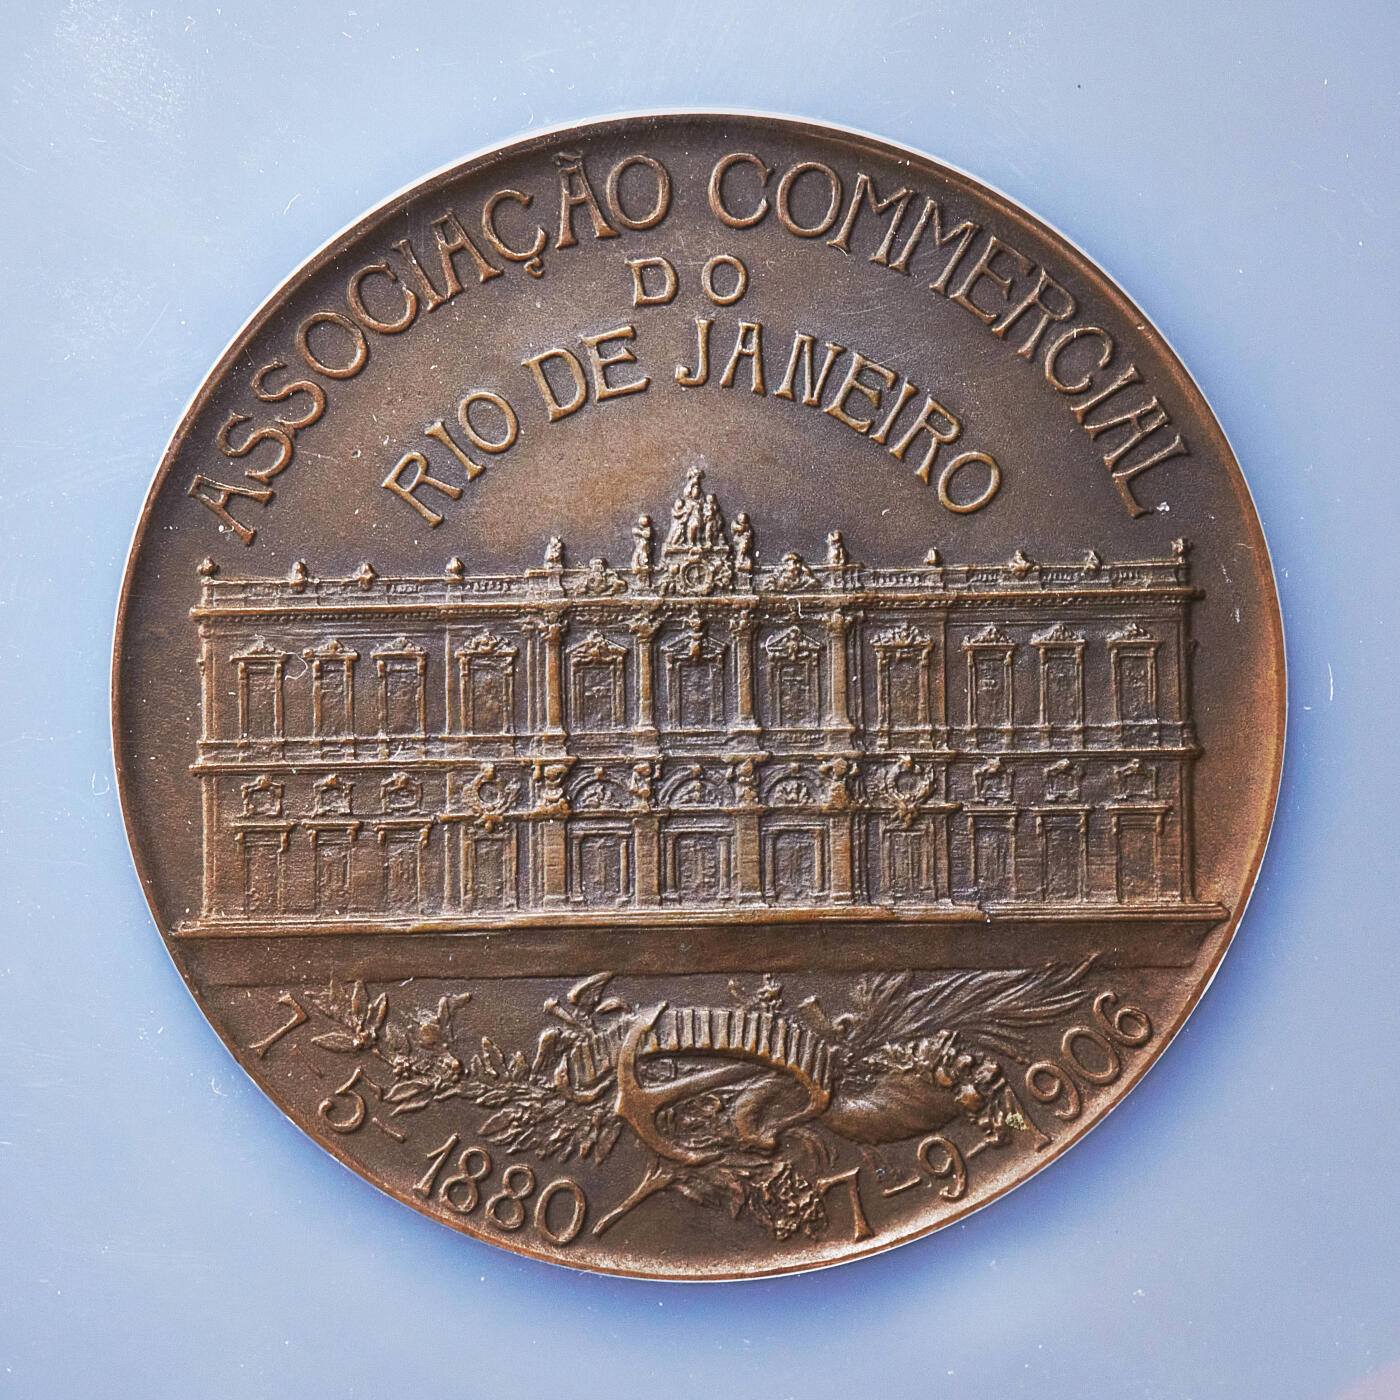 ASSOCIAÇÃO COMMERCIAL
DO
RIO DE JANEIRO
7-5-1880
7-9-1906